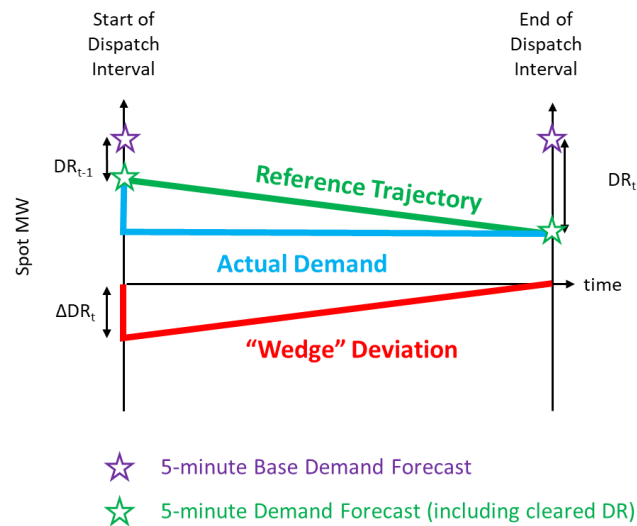 Start of
Dispatch
Interval
End of
Dispatch
Interval
DRt-1
Reference Trajectory
DRt
Spot MW
Actual Demand
time
ΔDRt
“Wedge” Deviation
5-minute Base Demand Forecast
5-minute Demand Forecast (including cleared DR)